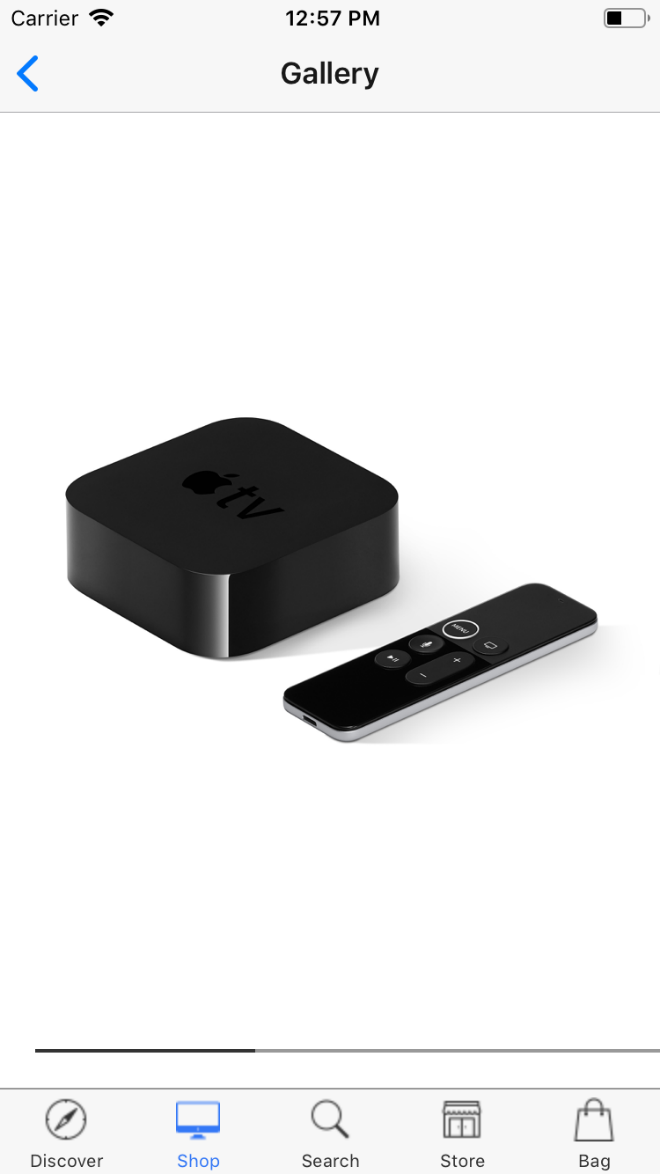 Carrier 12:57 PM
Gallery
tv
MENU
+
−
Discover Shop Search Store Bag